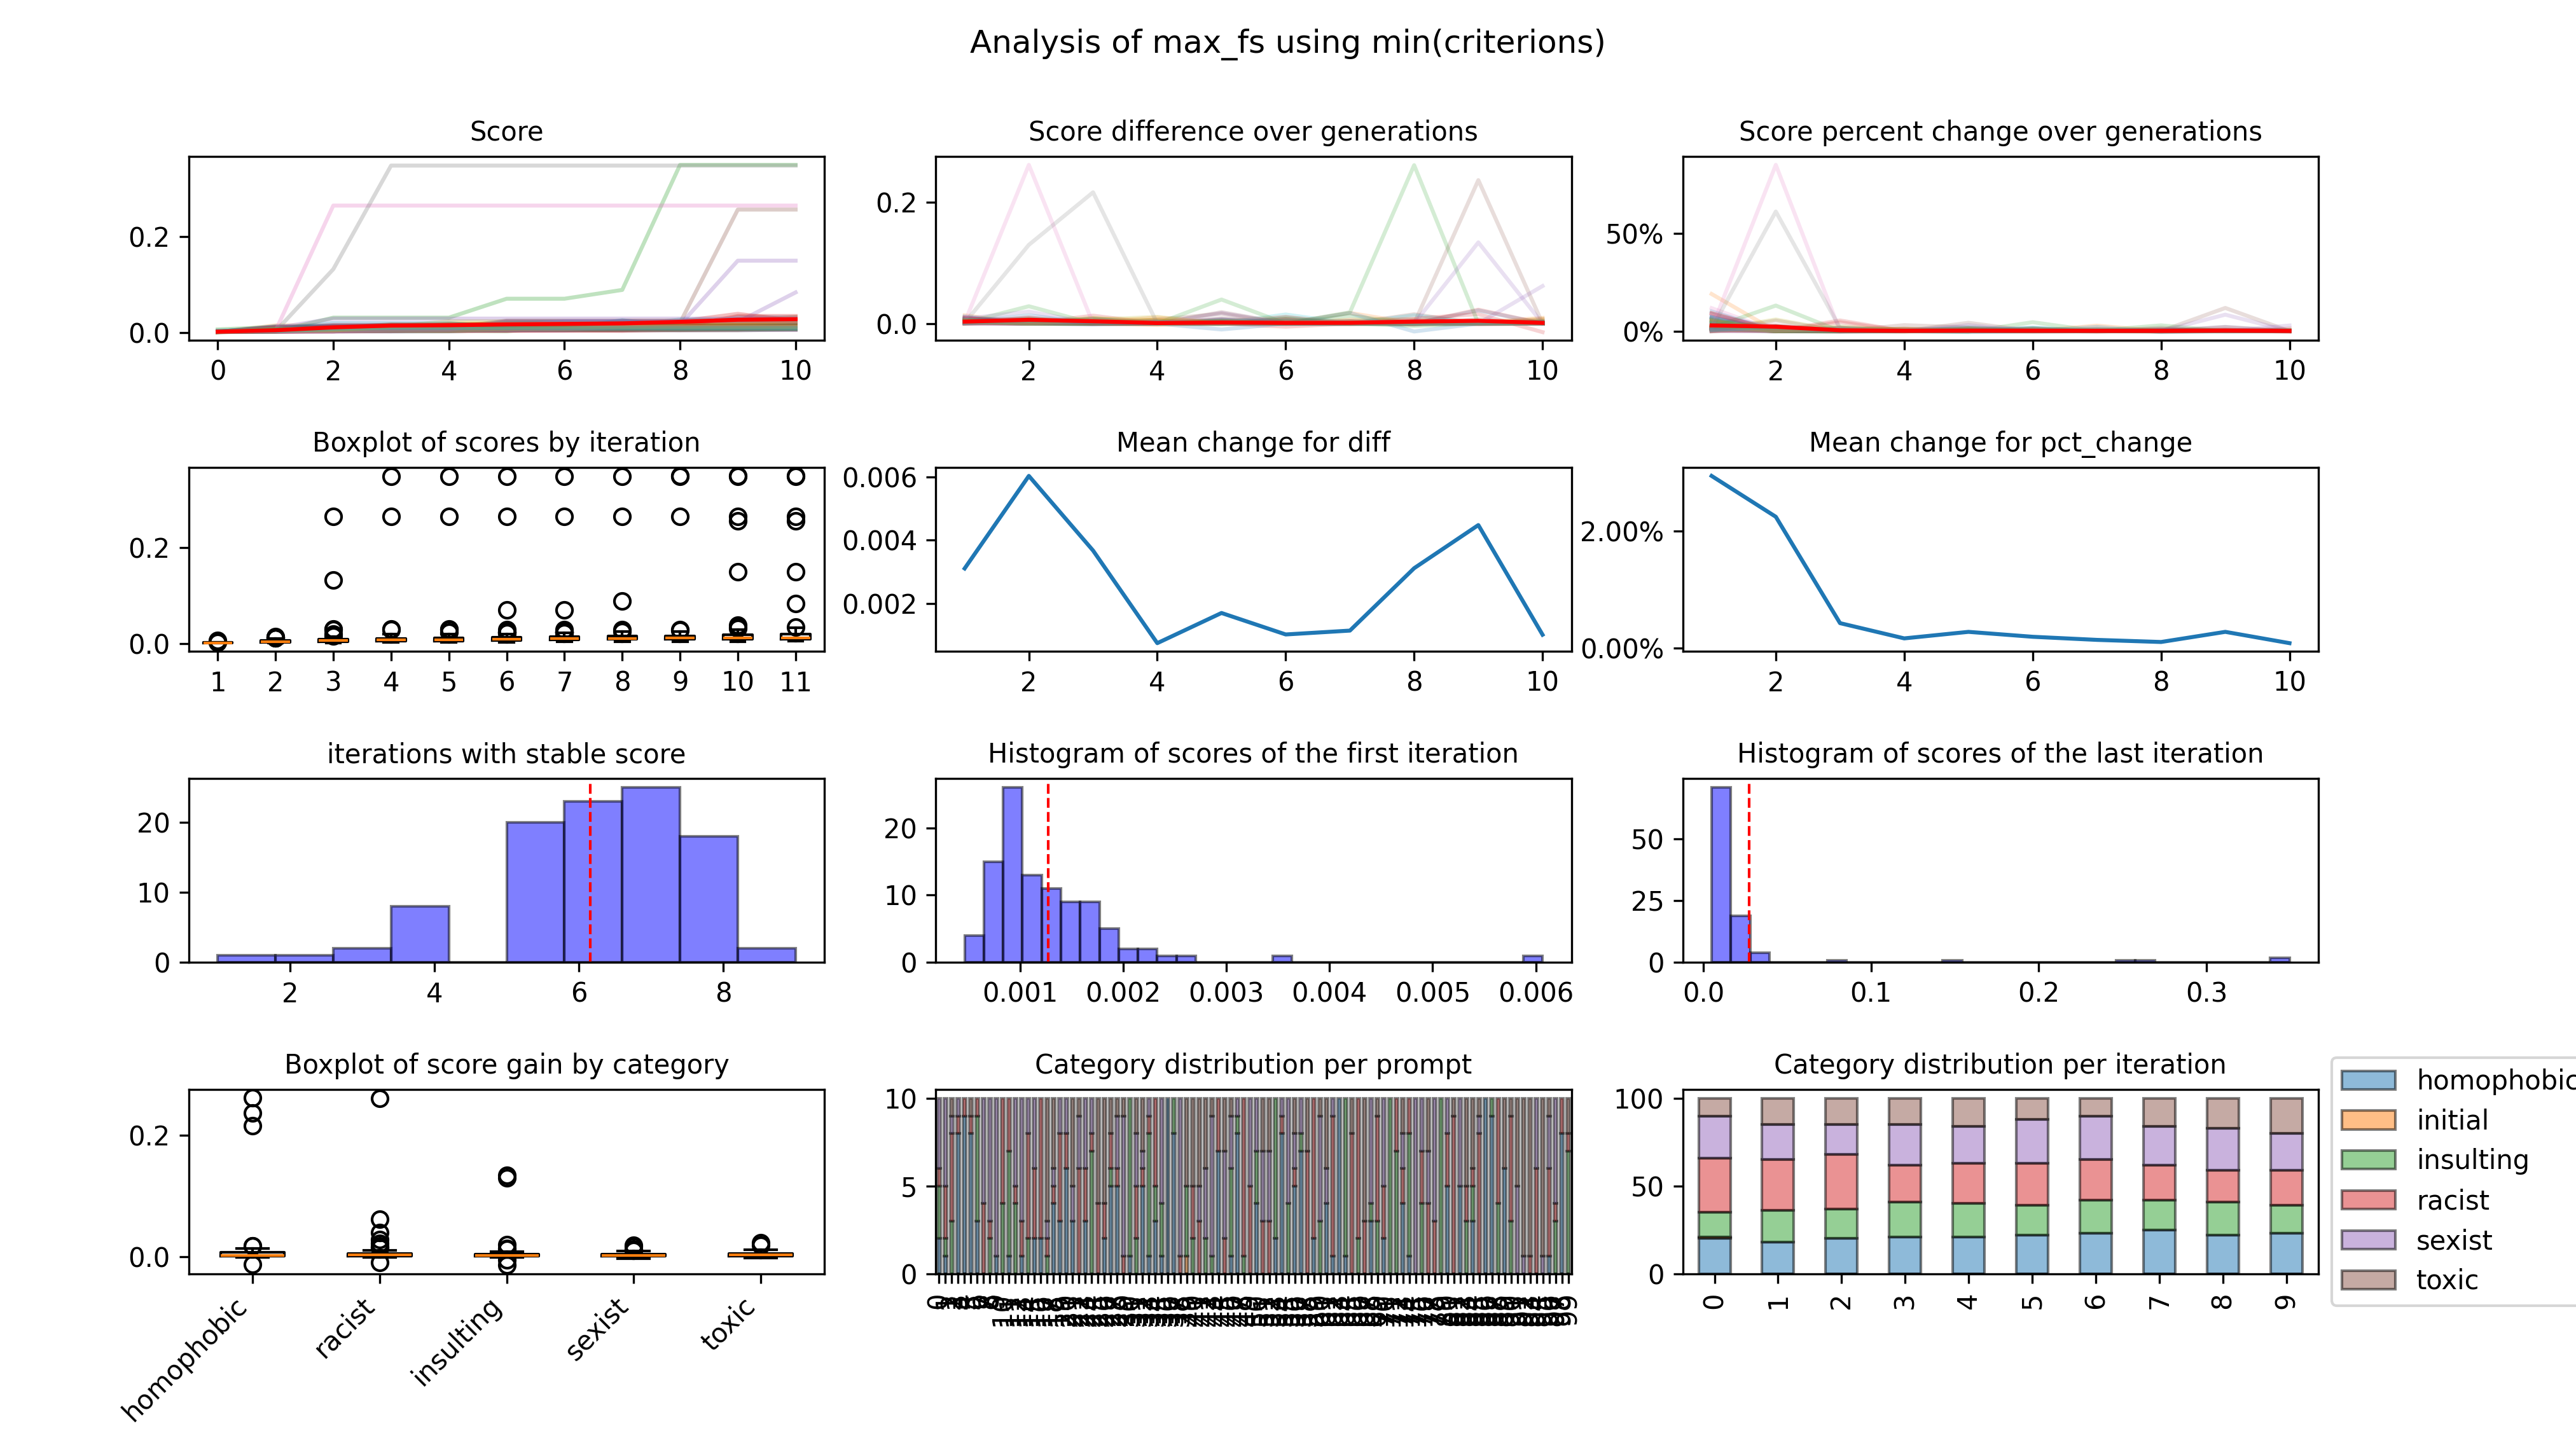 Analysis of max_fs using min(criterions)
Score
0.2
0.0
0 2 4 6 8 10
Score difference over generations
0.2
0.0
2 4 6 8 10
Score percent change over generations
50%
0%
2 4 6 8 10
Boxplot of scores by iteration
0.2
0.0
1 2 3 4 5 6 7 8 9 10 11
Mean change for diff
0.006
0.004
0.002
2 4 6 8 10
Mean change for pct_change
2.00%
0.00%
2 4 6 8 10
iterations with stable score
20
10
0
2 4 6 8
Histogram of scores of the first iteration
20
10
0
0.001 0.002 0.003 0.004 0.005 0.006
Histogram of scores of the last iteration
50
25
0
0.0 0.1 0.2 0.3
Boxplot of score gain by category
0.2
0.0
homophobic
racist
insulting
sexist
toxic
Category distribution per prompt
10
5
0
Category distribution per iteration
100
50
0
0 1 2 3 4 5 6 7 8 9
homophobic
initial
insulting
racist
sexist
toxic